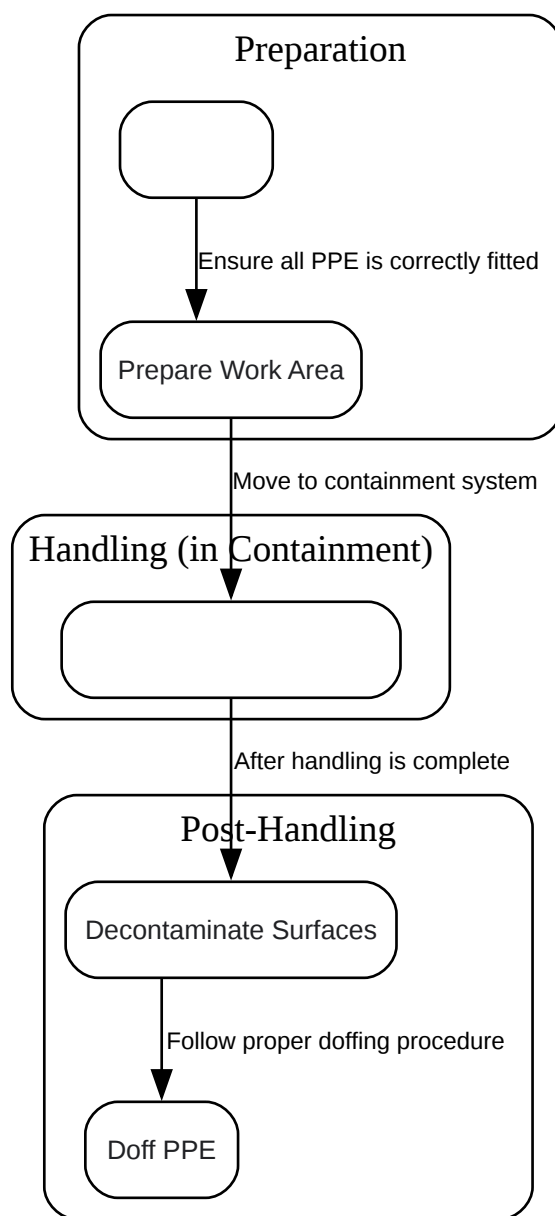 Preparation
Ensure all PPE is correctly fitted
Prepare Work Area
Move to containment system
Handling (in Containment)
After handling is complete
Post-Handling
Decontaminate Surfaces
Follow proper doffing procedure
Doff PPE